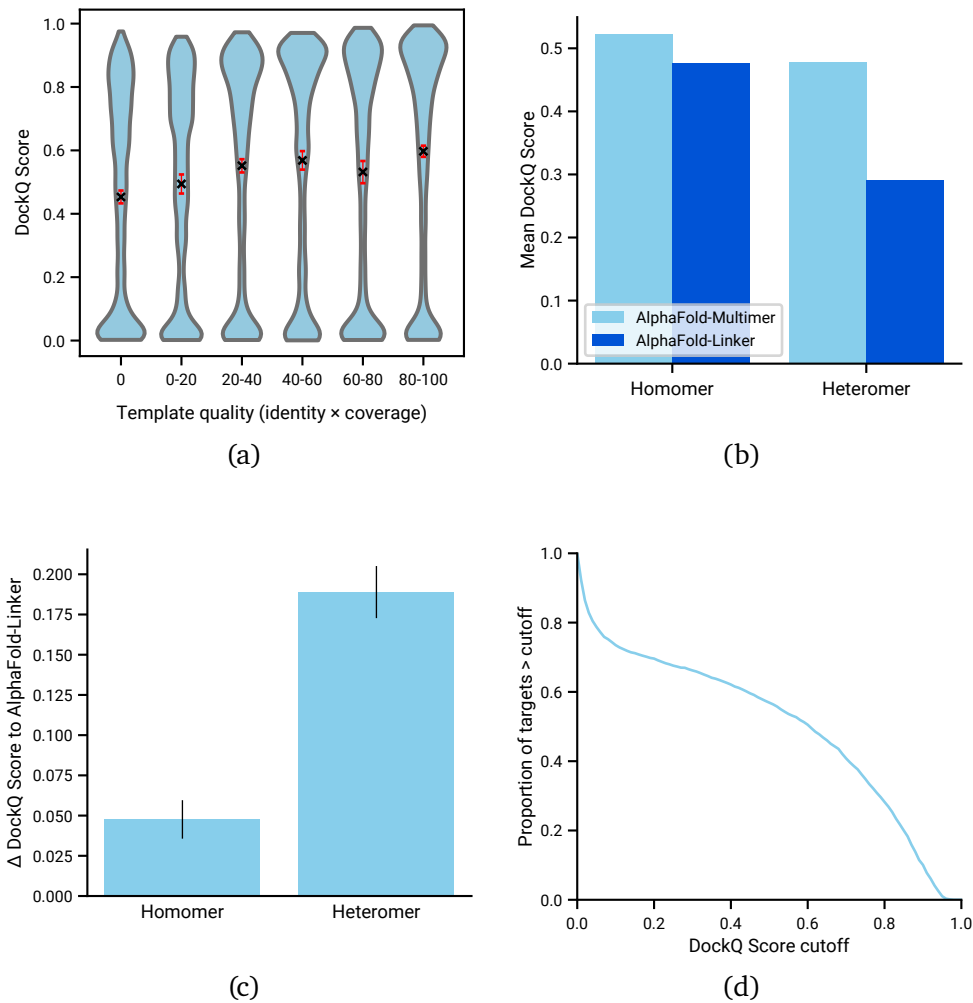 1.0
0.8
0.6
0.4
0.2
0.0
DockQ Score
0
0-20
20-40
40-60
60-80
80-100
Template quality (identity × coverage)
(a)
0.5
0.4
0.3
0.2
0.1
0.0
Mean DockQ Score
AlphaFold-Multimer
AlphaFold-Linker
Homomer
Heteromer
(b)
0.200
0.175
0.150
0.125
0.100
0.075
0.050
0.025
0.000
Δ DockQ Score to AlphaFold-Linker
Homomer
Heteromer
(c)
1.0
0.8
0.6
0.4
0.2
0.0
Proportion of targets > cutoff
0.0
0.2
0.4
0.6
0.8
1.0
DockQ Score cutoff
(d)